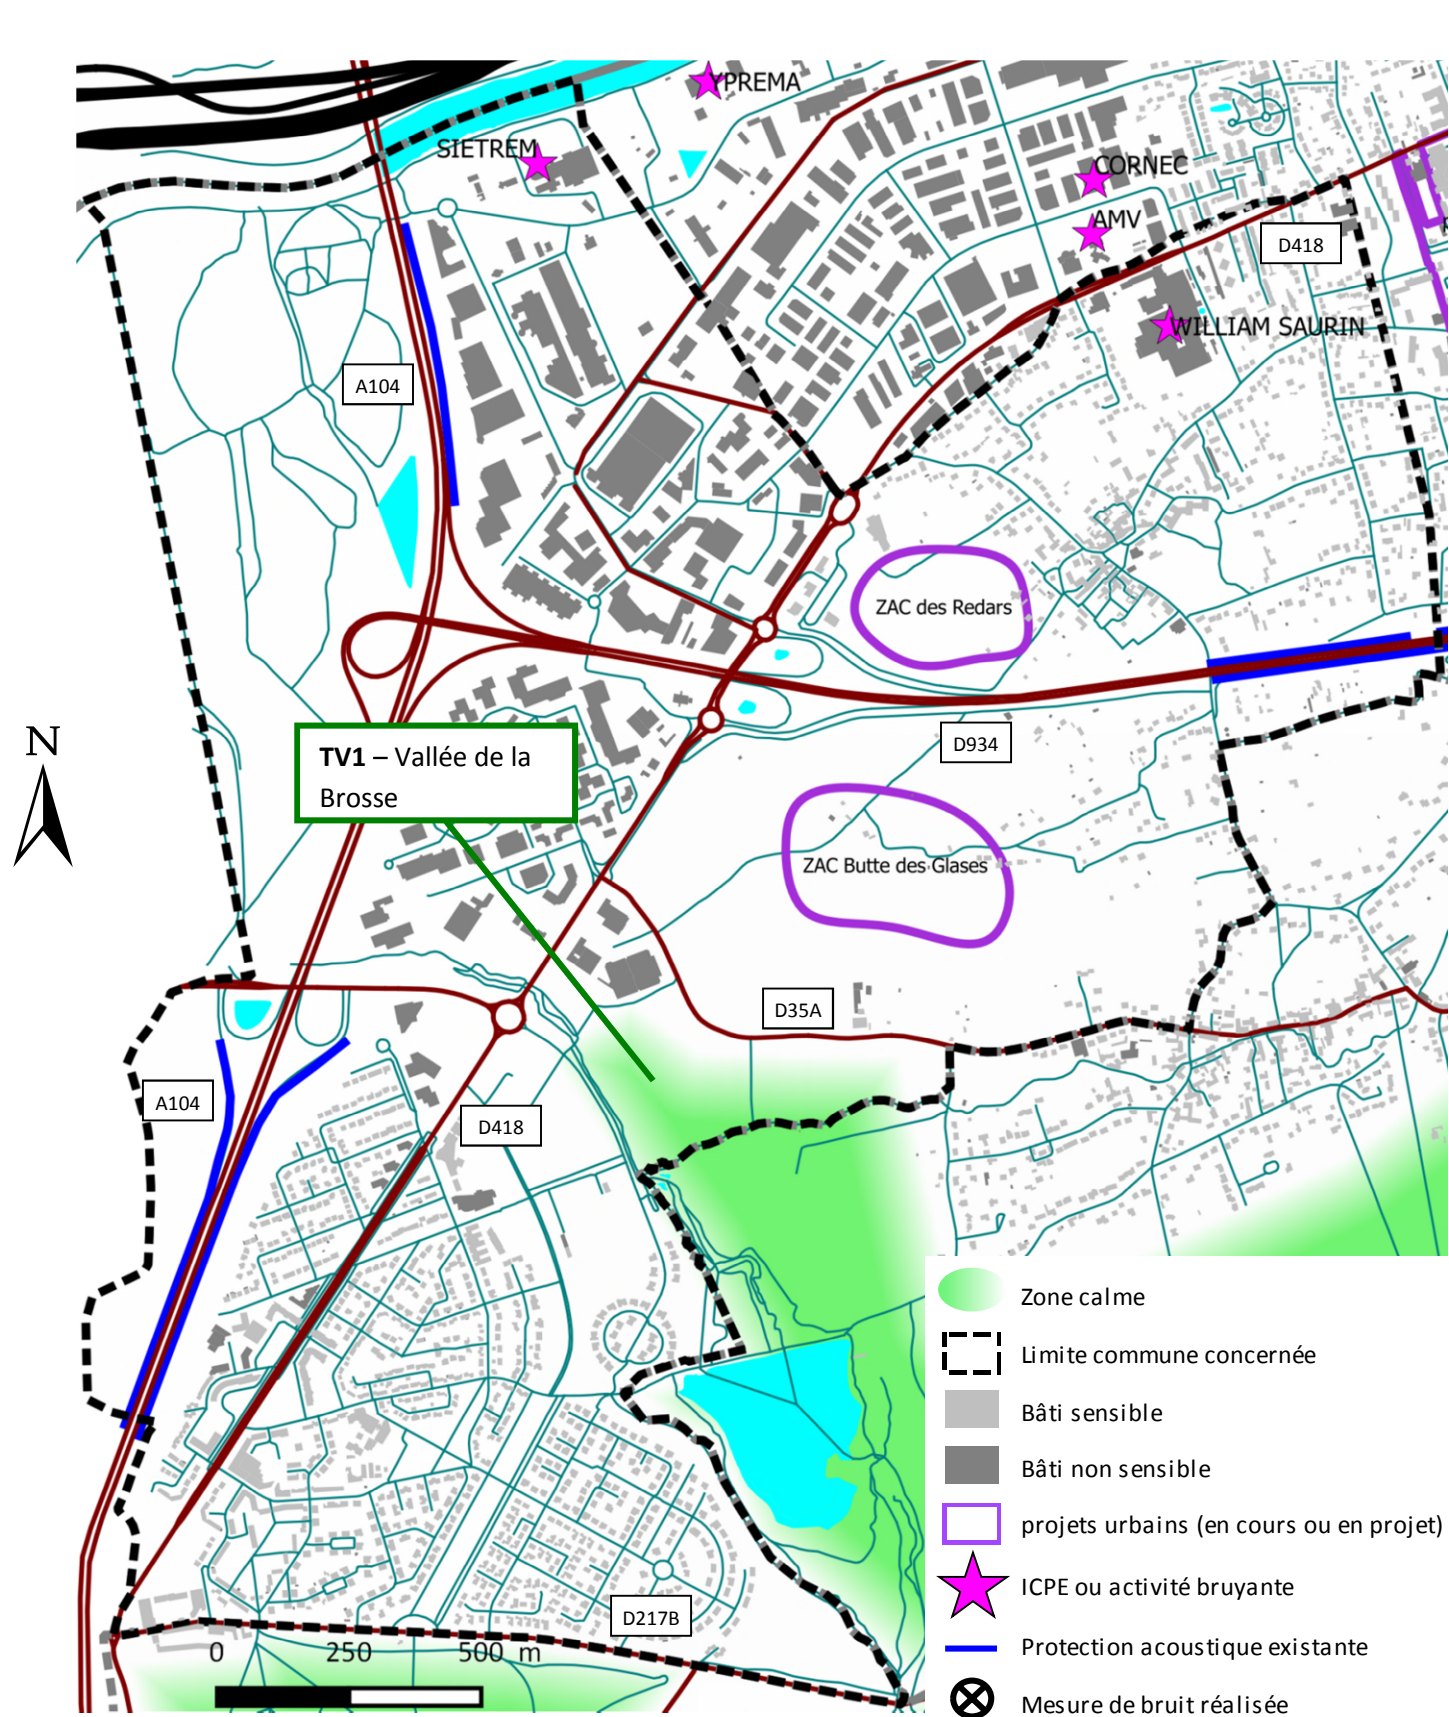 YPREMA
SIETREM
CORNEC
AMV
D418
WILLIAM SAURIN
A104
ZAC des Redars
N
D934
TV1 – Vallée de la
Brosse
ZAC Butte des Glases
D35A
A104
D418
Zone calme
Limite commune concernée
Bâti sensible
Bâti non sensible
projets urbains (en cours ou en projet)
ICPE ou activité bruyante
D217B
0 250 500 m
Protection acoustique existante
Mesure de bruit réalisée